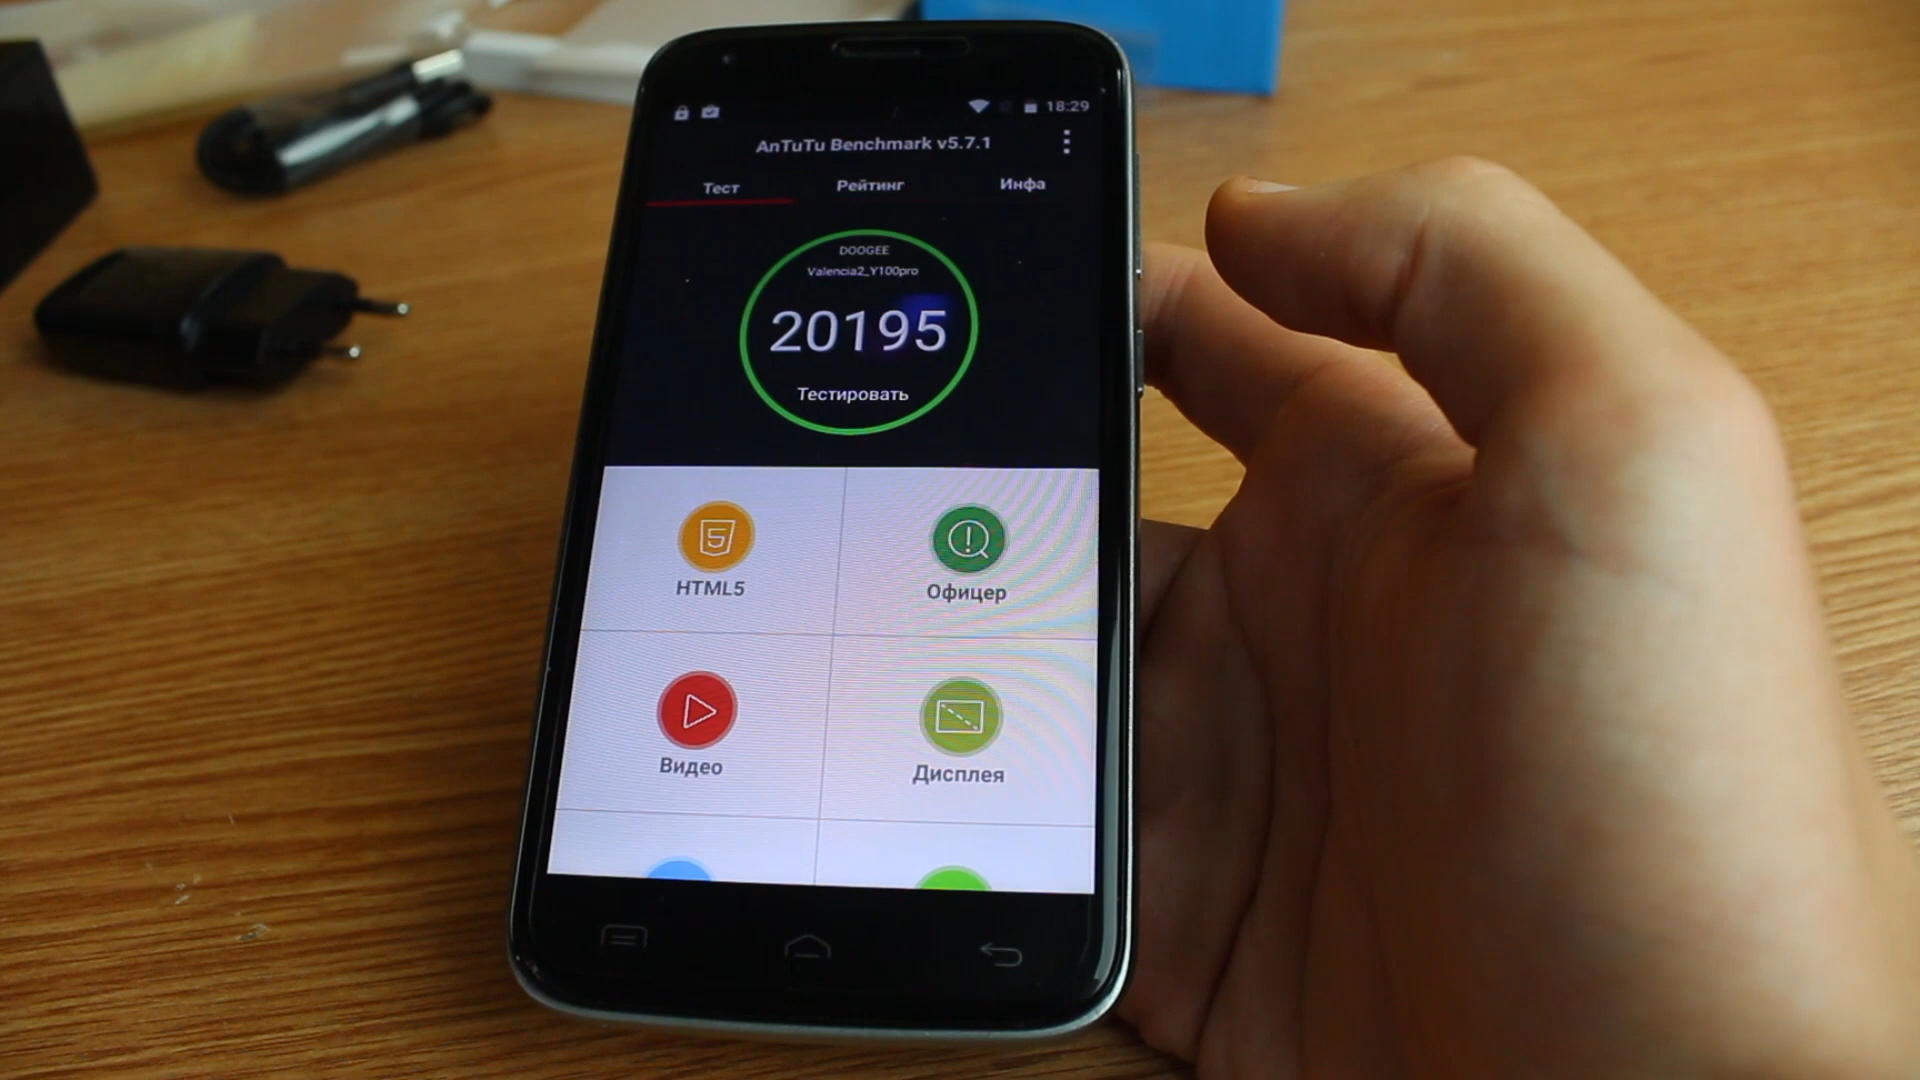 18:29
AnTuTu Benchmark v5.7.1
Тест Рейтинг Инфа
DOOGEE
Valencia2_Y100pro
20195
Тестировать
HTML5 Офицер
Видео Дисплея